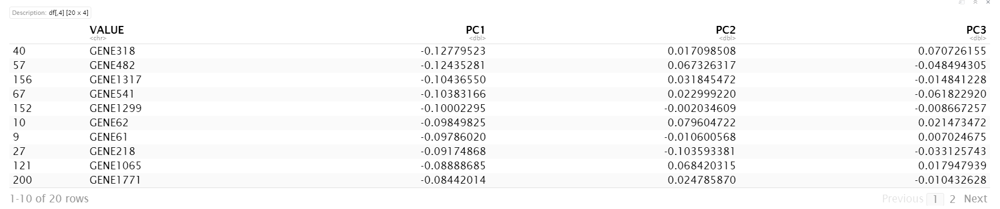 Description: df[,4] [20 x 4]
VALUE PC1 PC2 PC3
<chr> <dbl> <dbl> <dbl>
40 GENE318 -0.12779523 0.017098508 0.070726155
57 GENE482 -0.12435281 0.067326317 -0.048494305
156 GENE1317 -0.10436550 0.031845472 -0.014841228
67 GENE541 -0.10383166 0.022999220 -0.061822920
152 GENE1299 -0.10002295 -0.002034609 -0.008667257
10 GENE62 -0.09849825 0.079604722 0.021473472
9 GENE61 -0.09786020 -0.010600568 0.007024675
27 GENE218 -0.09174868 -0.103593381 -0.033125743
121 GENE1065 -0.08888685 0.068420315 0.017947939
200 GENE1771 -0.08442014 0.024785870 -0.010432628
1-10 of 20 rows Previous 1 2 Next